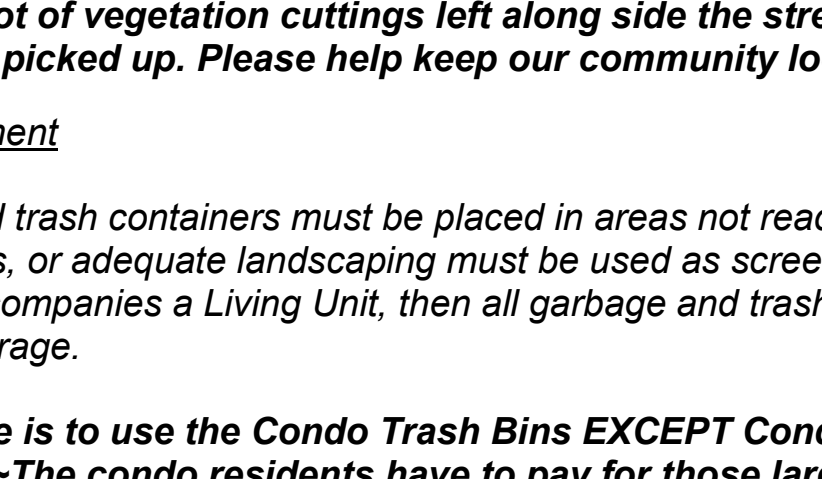 ot of vegetation cuttings left along side the stre
picked up. Please help keep our community lo
ment
d trash containers must be placed in areas not read
s, or adequate landscaping must be used as scree
companies a Living Unit, then all garbage and trash
rage.
e is to use the Condo Trash Bins EXCEPT Cond
~The condo residents have to pay for those larg